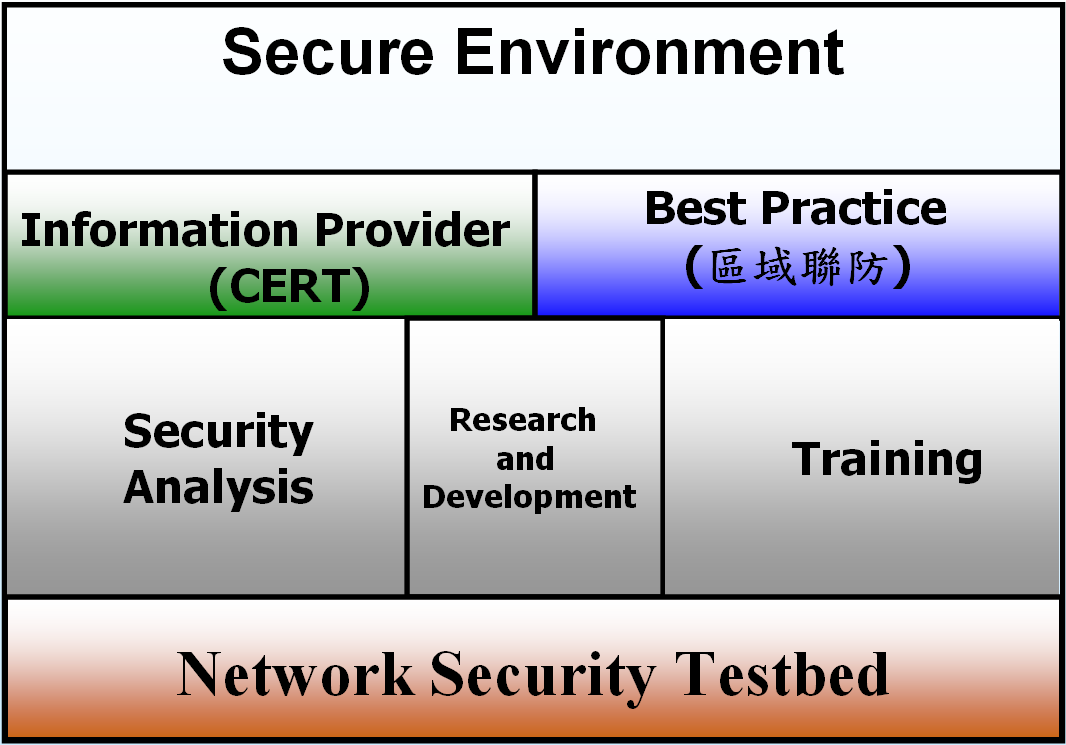 Secure Environment
Information Provider
(CERT)
Best Practice
(區域聯防)
Security
Analysis
Research
and
Development
Training
Network Security Testbed